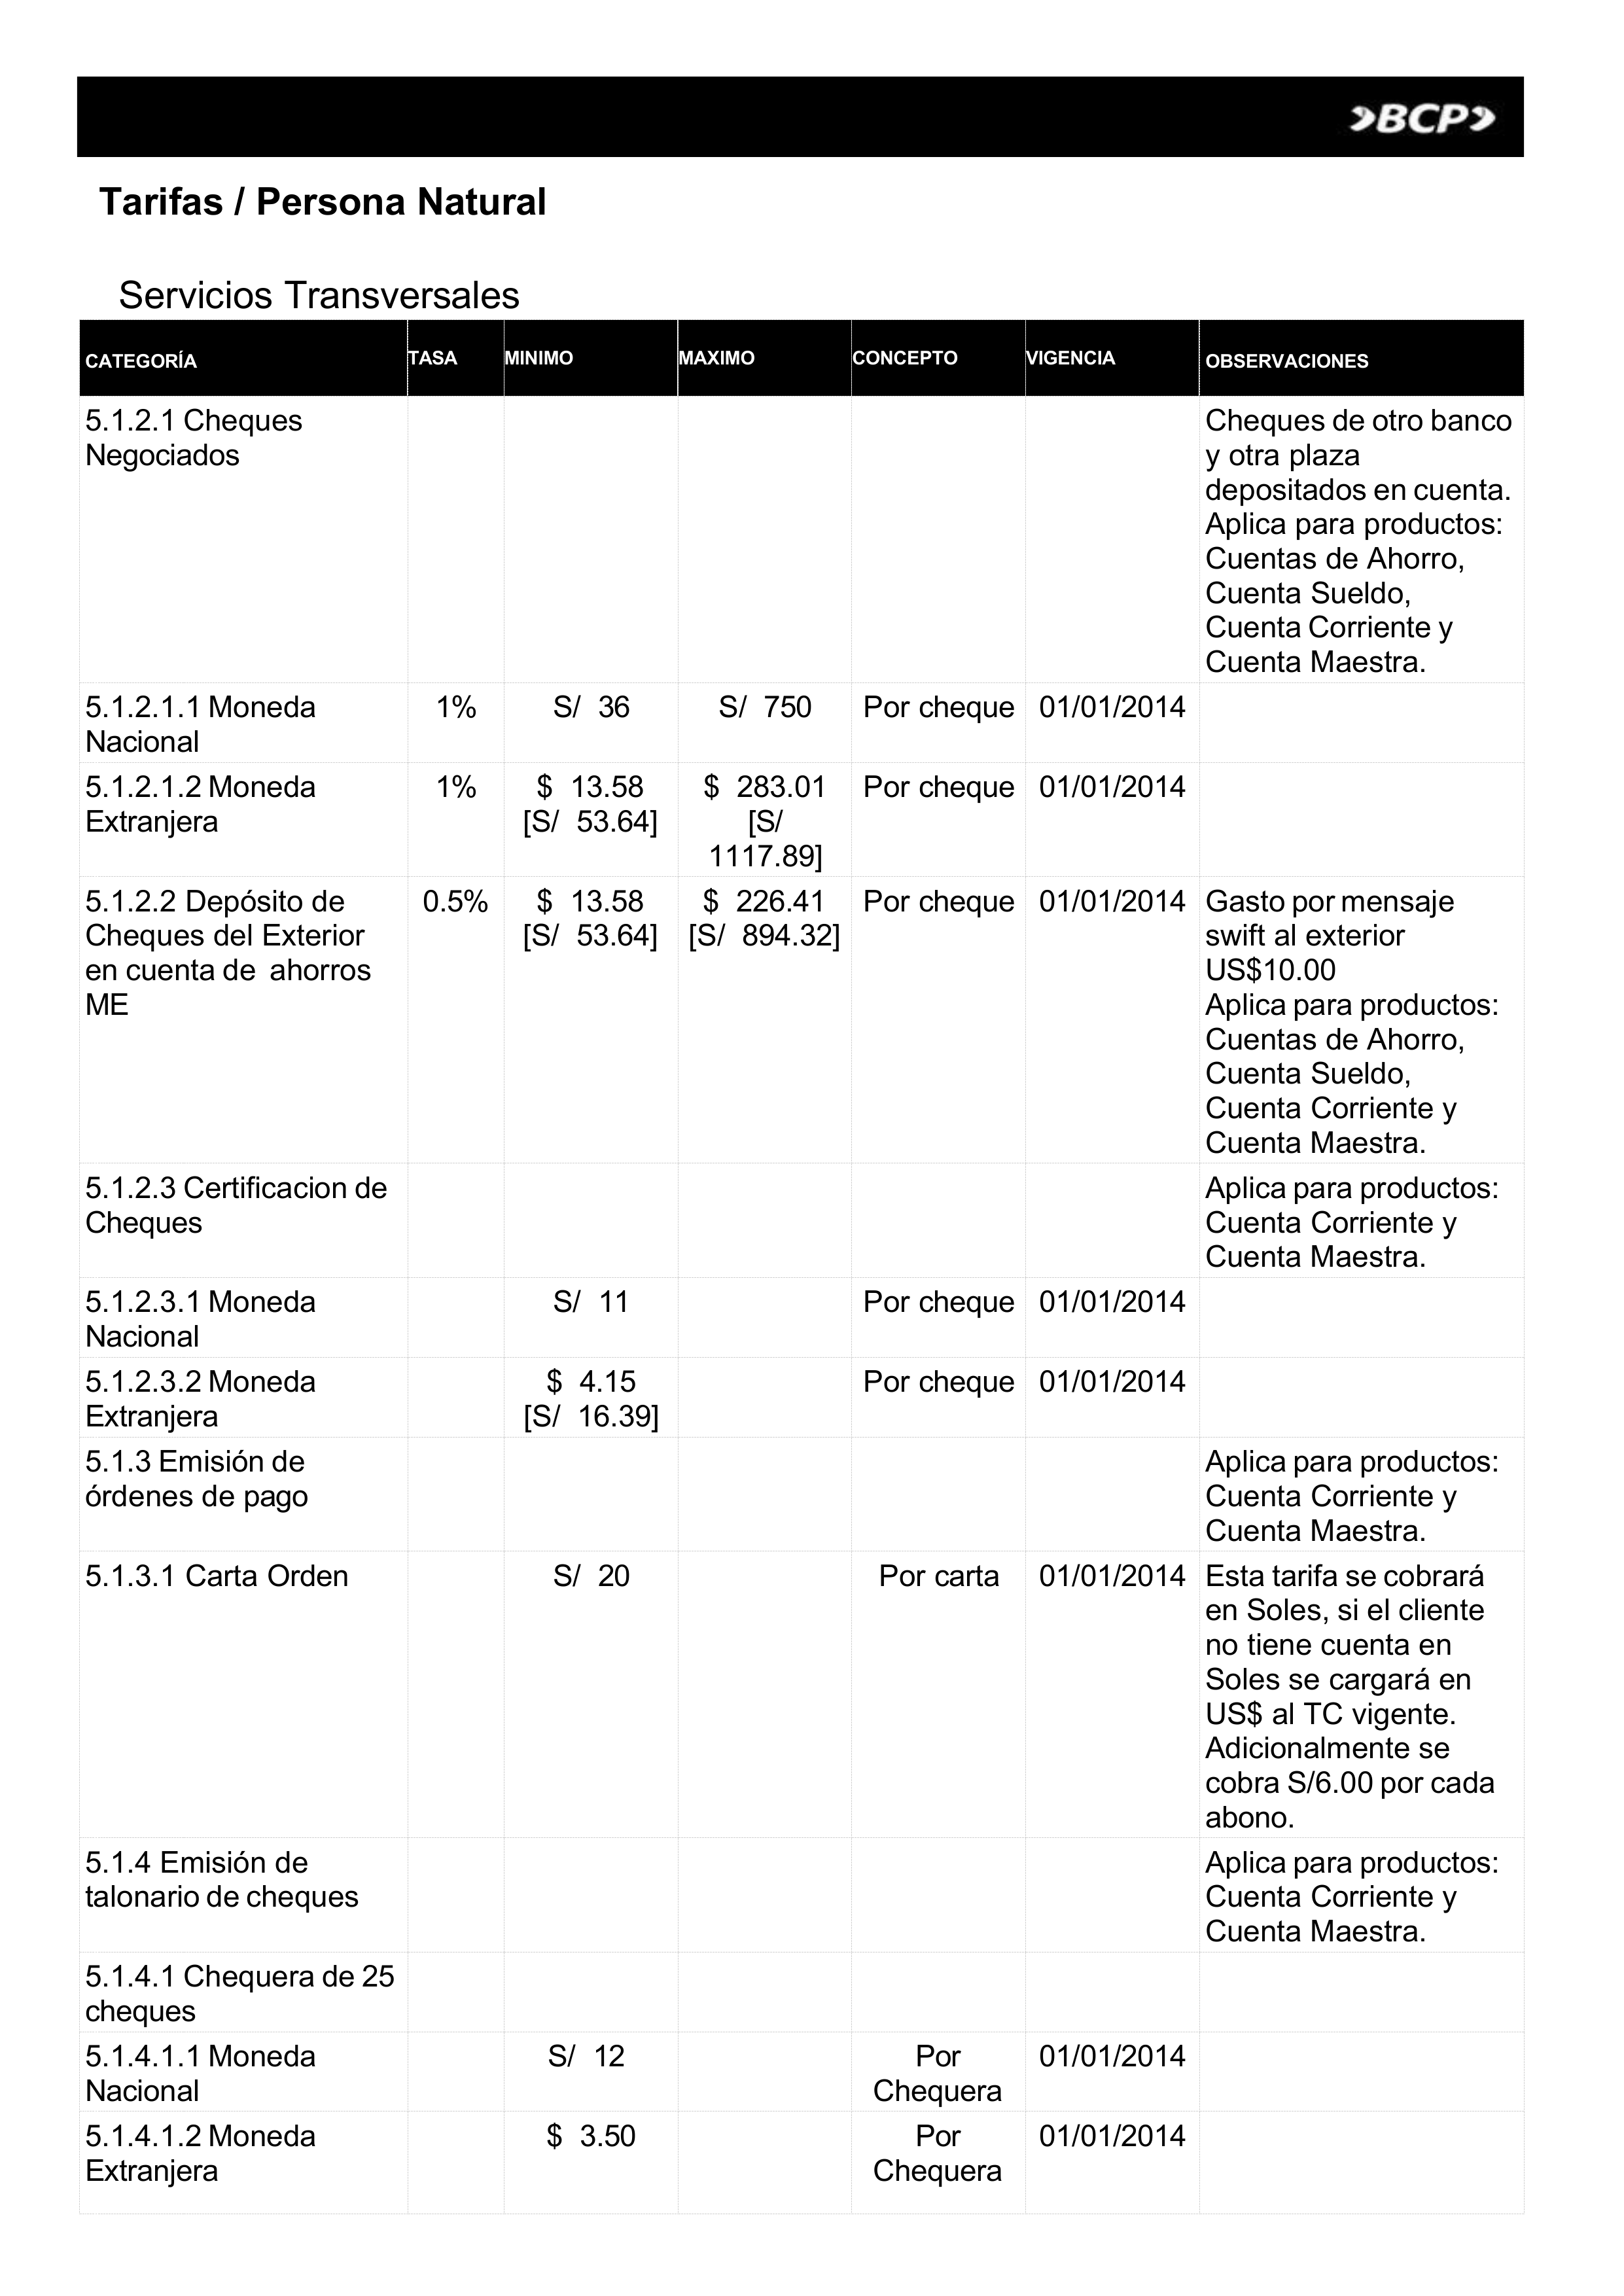 BCP
Tarifas / Persona Natural
Servicios Transversales
CATEGORÍA TASA MINIMO MAXIMO CONCEPTO VIGENCIA OBSERVACIONES
5.1.2.1 Cheques
Negociados
Cheques de otro banco
y otra plaza
depositados en cuenta.
Aplica para productos:
Cuentas de Ahorro,
Cuenta Sueldo,
Cuenta Corriente y
Cuenta Maestra.
5.1.2.1.1 Moneda
Nacional
1%
S/ 36
S/ 750
Por cheque
01/01/2014
5.1.2.1.2 Moneda
Extranjera
1%
$ 13.58
[S/ 53.64]
$ 283.01
[S/
1117.89]
Por cheque
01/01/2014
5.1.2.2 Depósito de
Cheques del Exterior
en cuenta de ahorros
ME
0.5%
$ 13.58
[S/ 53.64]
$ 226.41
[S/ 894.32]
Por cheque
01/01/2014
Gasto por mensaje
swift al exterior
US$10.00
Aplica para productos:
Cuentas de Ahorro,
Cuenta Sueldo,
Cuenta Corriente y
Cuenta Maestra.
5.1.2.3 Certificacion de
Cheques
Aplica para productos:
Cuenta Corriente y
Cuenta Maestra.
5.1.2.3.1 Moneda
Nacional
S/ 11
Por cheque
01/01/2014
5.1.2.3.2 Moneda
Extranjera
$ 4.15
[S/ 16.39]
Por cheque
01/01/2014
5.1.3 Emisión de
órdenes de pago
Aplica para productos:
Cuenta Corriente y
Cuenta Maestra.
5.1.3.1 Carta Orden
S/ 20
Por carta
01/01/2014
Esta tarifa se cobrará
en Soles, si el cliente
no tiene cuenta en
Soles se cargará en
US$ al TC vigente.
Adicionalmente se
cobra S/6.00 por cada
abono.
5.1.4 Emisión de
talonario de cheques
Aplica para productos:
Cuenta Corriente y
Cuenta Maestra.
5.1.4.1 Chequera de 25
cheques
5.1.4.1.1 Moneda
Nacional
S/ 12
Por
Chequera
01/01/2014
5.1.4.1.2 Moneda
Extranjera
$ 3.50
Por
Chequera
01/01/2014